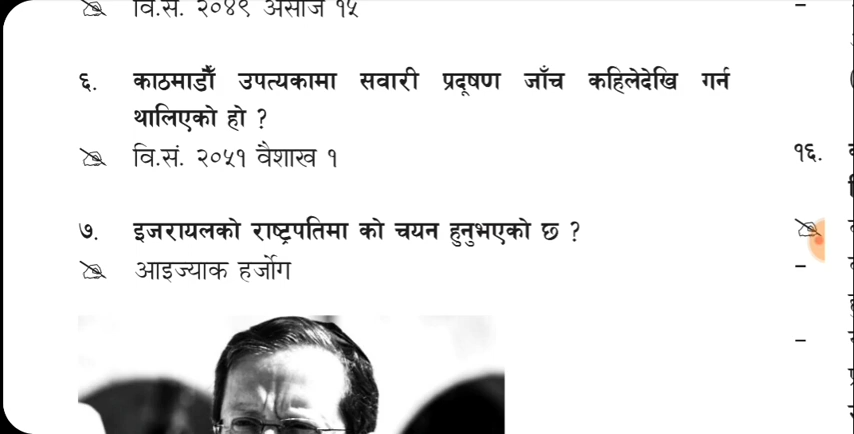 वि.सं. २०४९ असोज १५
६. काठमाडौँ उपत्यकामा सवारी प्रदूषण जाँच कहिलेदेखि गर्न
थालिएको हो ?
वि.सं. २०५१ वैशाख १
७. इजरायलको राष्ट्रपतिमा को चयन हुनुभएको छ ?
आइज्याक हर्जोग
१६.